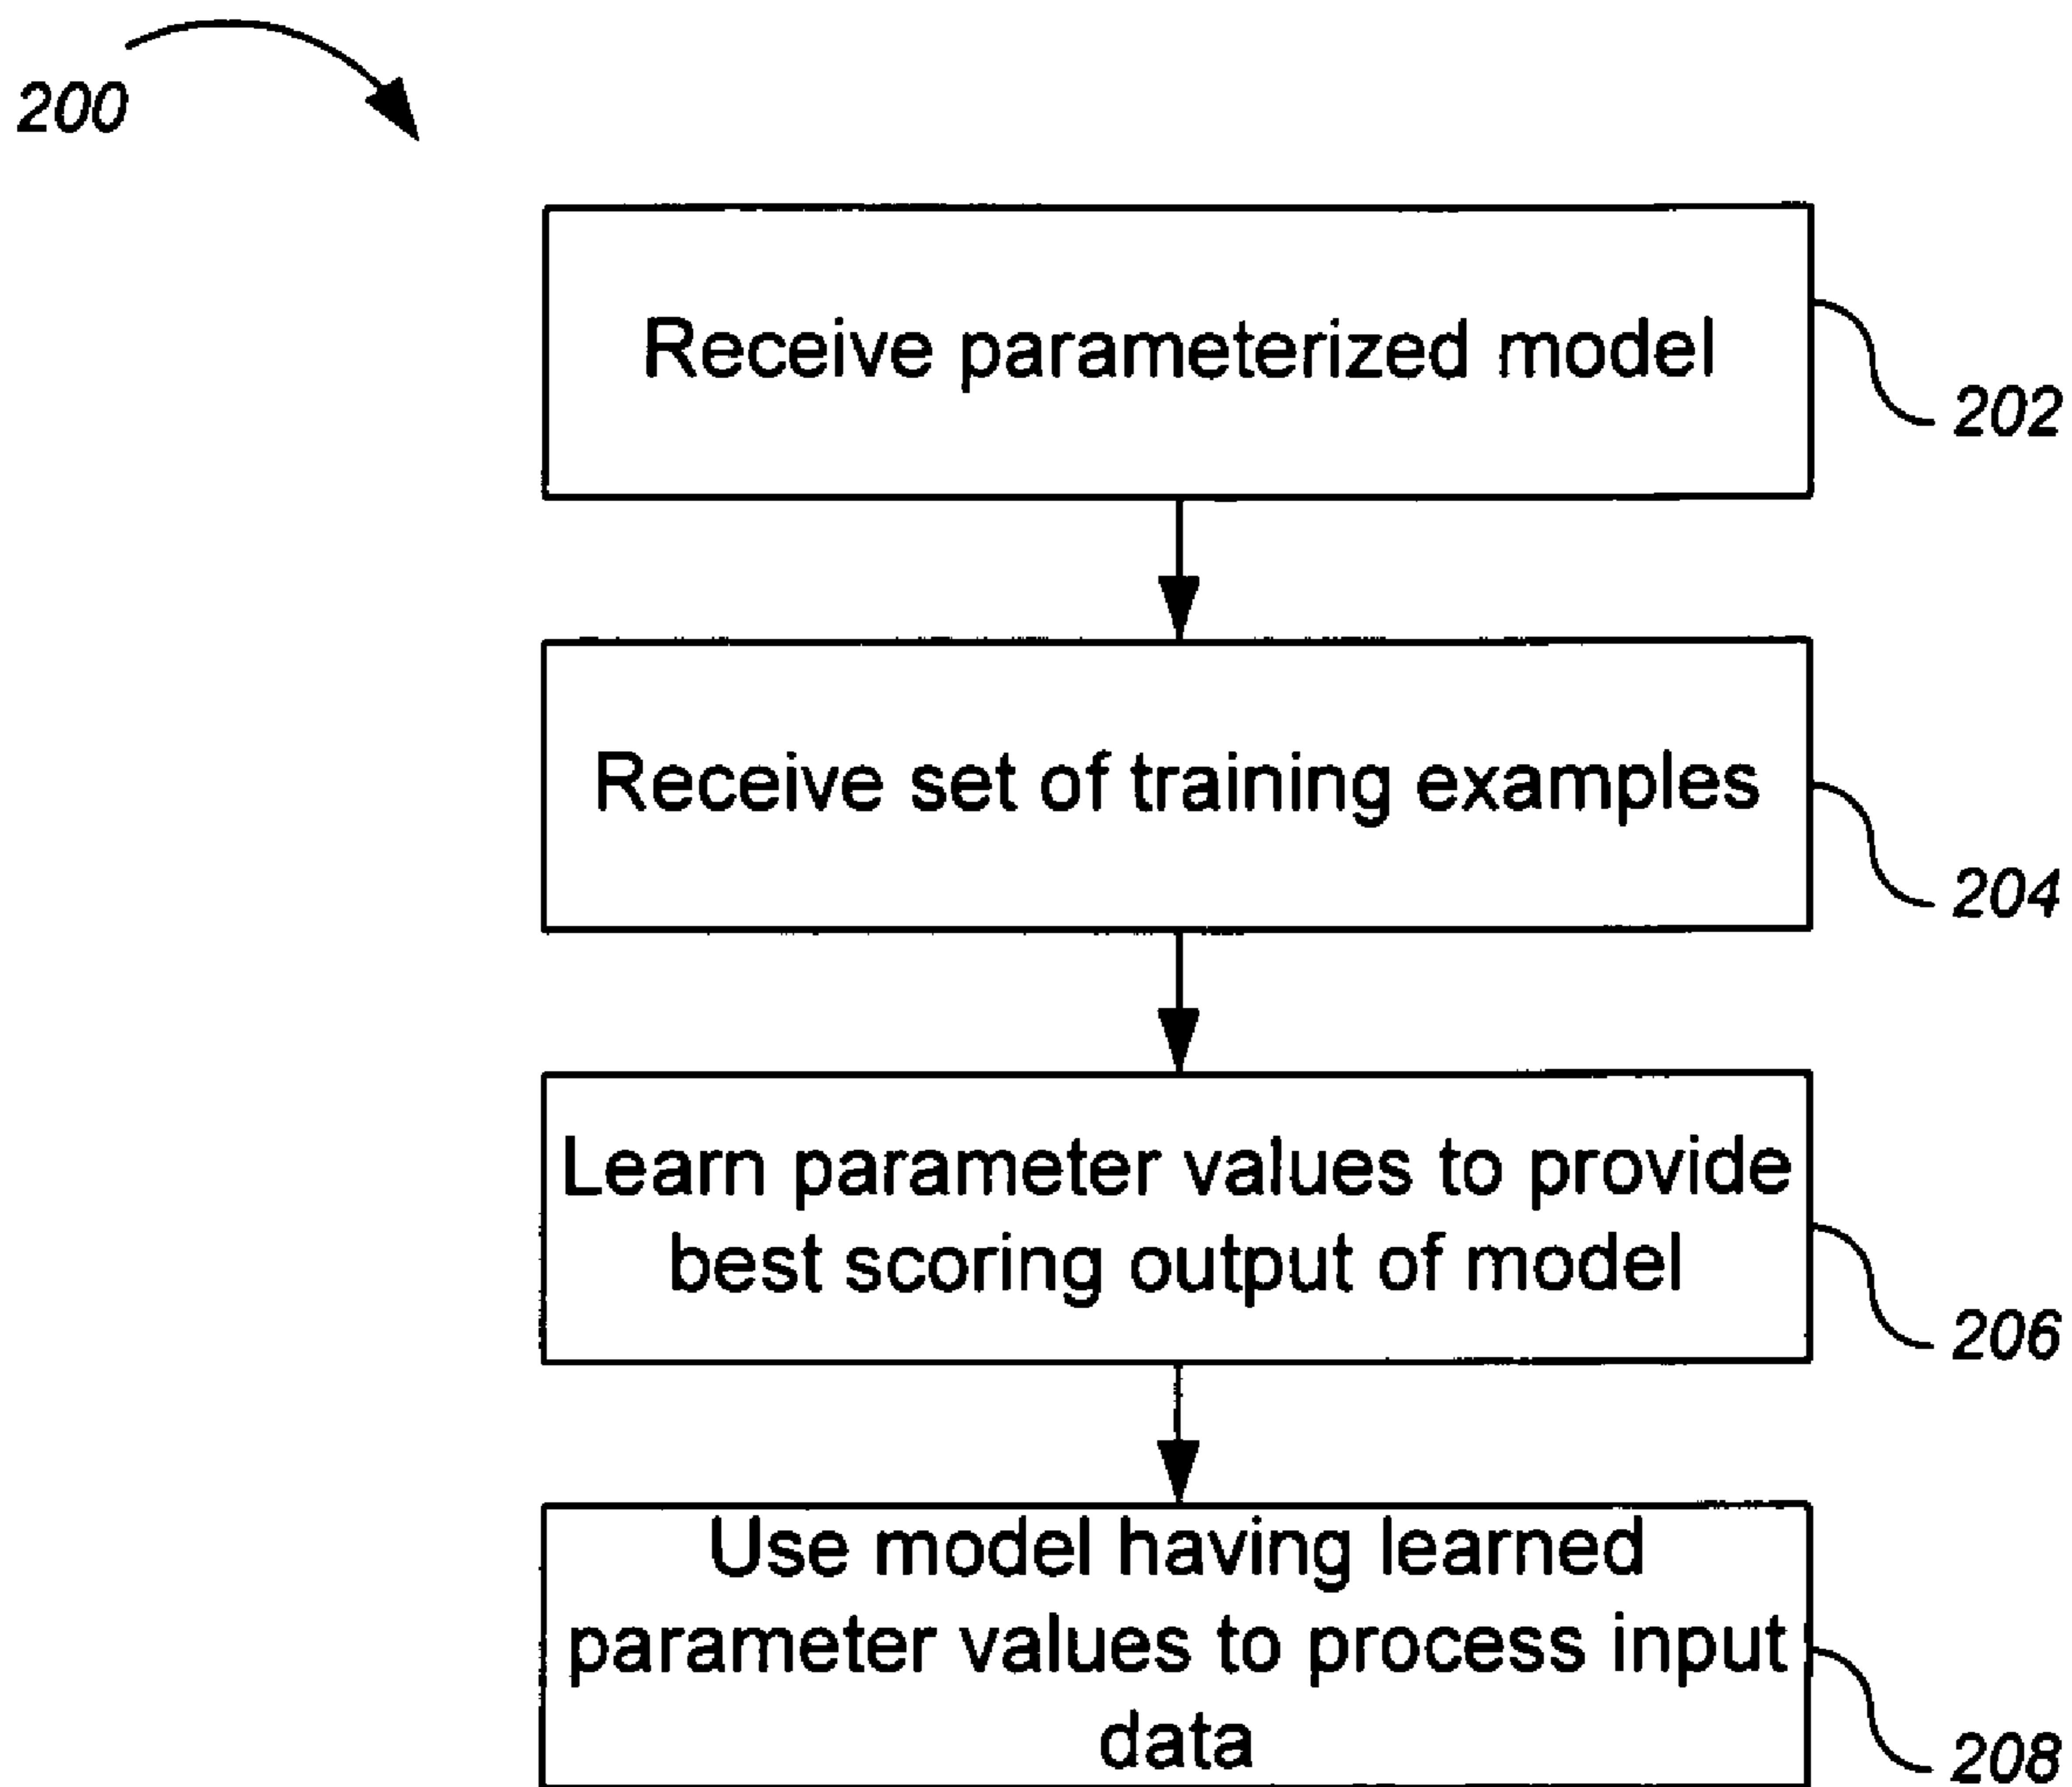 200
Receive parameterized model
202
Receive set of training examples
204
Learn parameter values to provide
best scoring output of model
206
Use model having learned
parameter values to process input
data
208